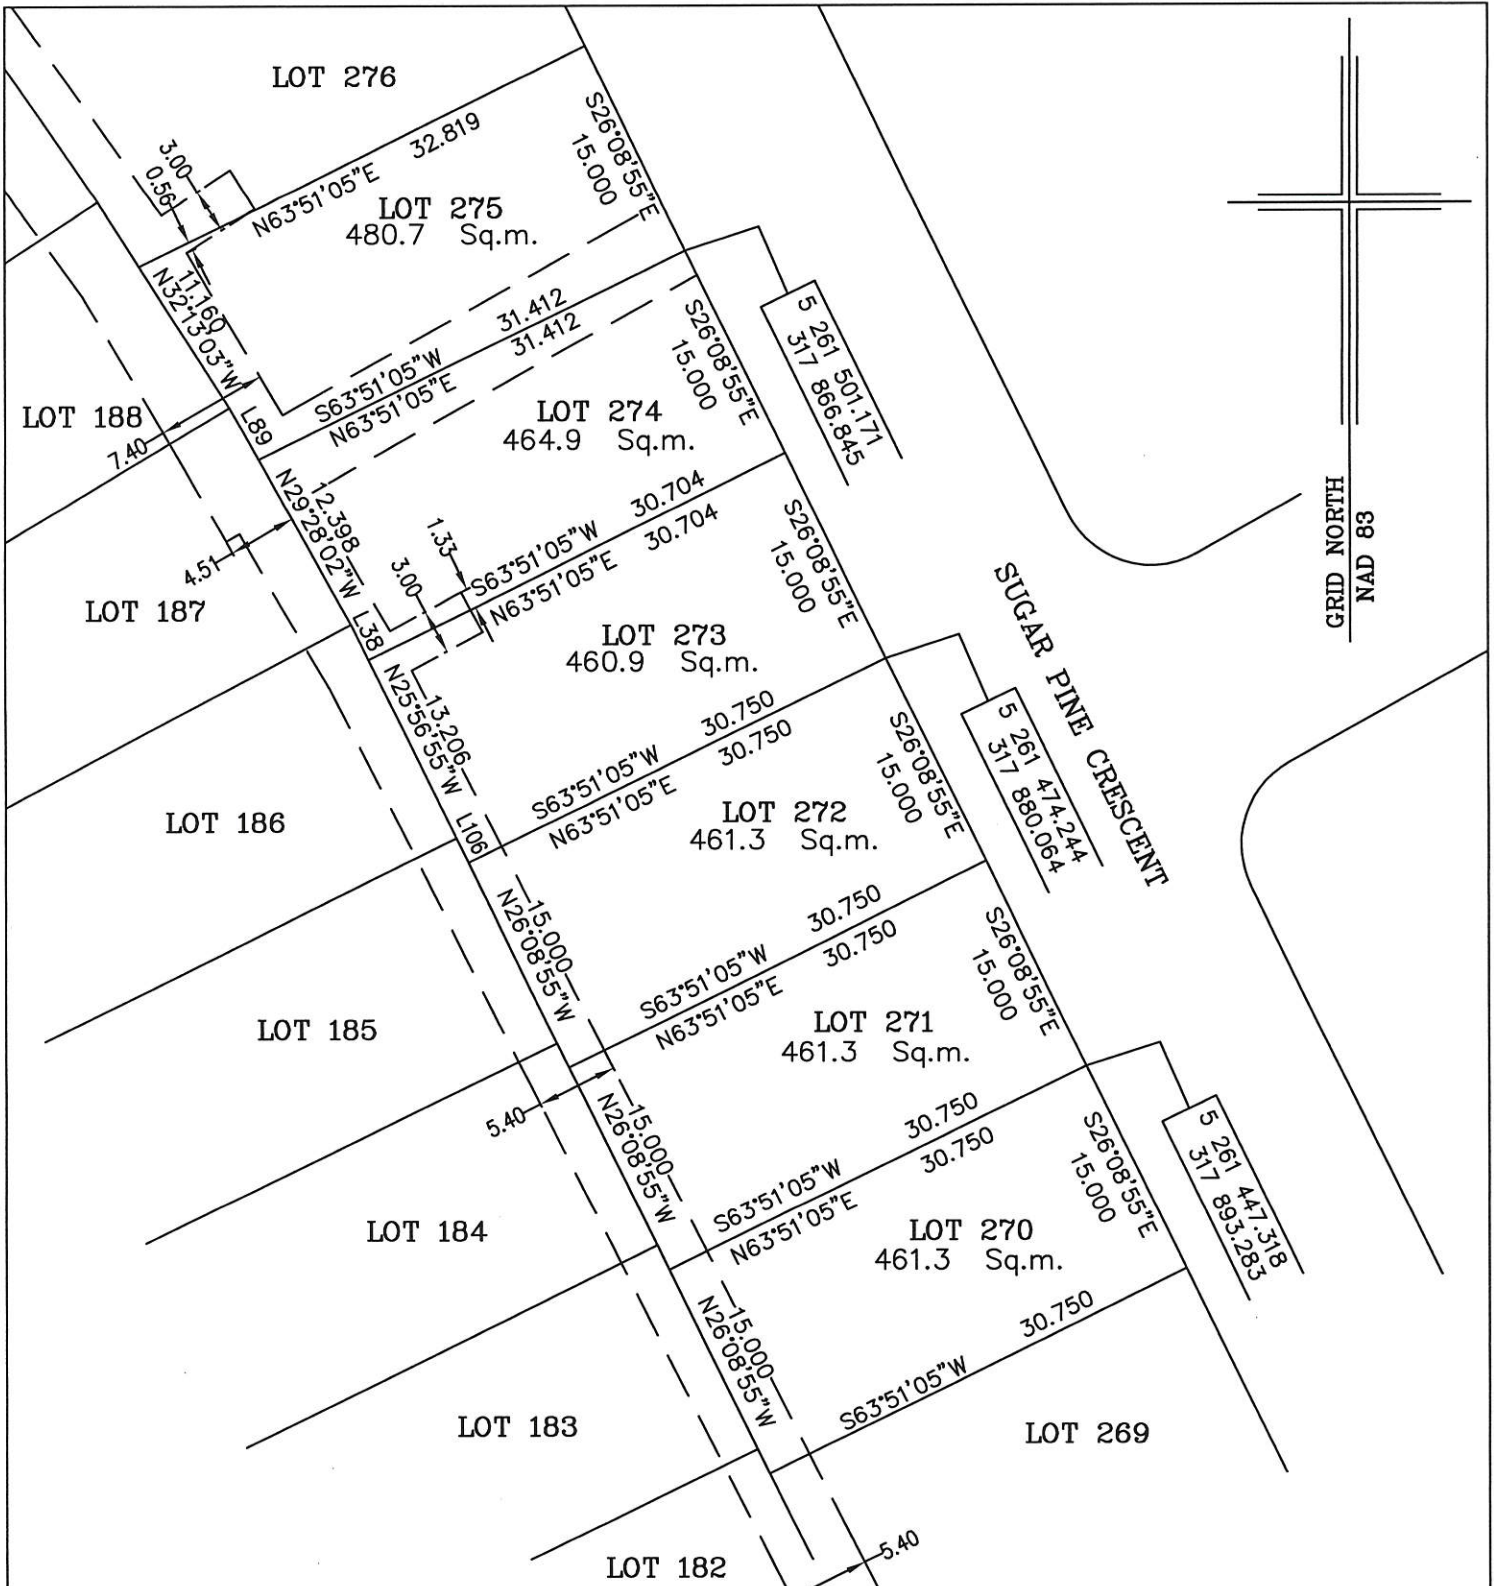 LOT 276
3.00
0.56
N63°51'05"E 32.819
S26°08'55"E
15.000
LOT 275
480.7 Sq.m.
11.160
N32°13'03"W
31.412
S63°51'05"W
31.412
N63°51'05"E
5 261 501.171
317 866.845
LOT 188
7.40
L89
S26°08'55"E
15.000
LOT 274
464.9 Sq.m.
12.398
N29°28'02"W
4.51
LOT 187
1.33
3.00
L38
30.704
S63°51'05"W
30.704
N63°51'05"E
S26°08'55"E
15.000
GRID NORTH
NAD 83
SUGAR PINE CRESCENT
LOT 273
460.9 Sq.m.
13.206
N25°56'55"W
30.750
S63°51'05"W
30.750
N63°51'05"E
5 261 474.244
317 880.064
LOT 186
L106
S26°08'55"E
15.000
LOT 272
461.3 Sq.m.
15.000
N26°08'55"W
30.750
S63°51'05"W
30.750
N63°51'05"E
LOT 185
S26°08'55"E
15.000
LOT 271
461.3 Sq.m.
5.40
15.000
N26°08'55"W
30.750
S63°51'05"W
30.750
N63°51'05"E
5 261 447.318
317 893.283
LOT 184
S26°08'55"E
15.000
LOT 270
461.3 Sq.m.
15.000
N26°08'55"W
30.750
S63°51'05"W
LOT 183
LOT 269
5.40
LOT 182